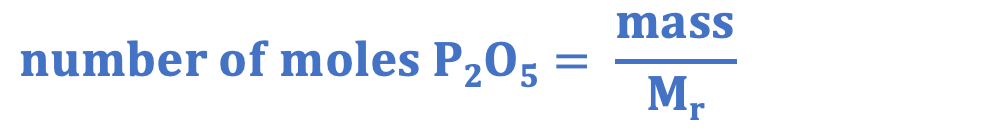 number of moles P₂O₅ = mass / Mᵣ